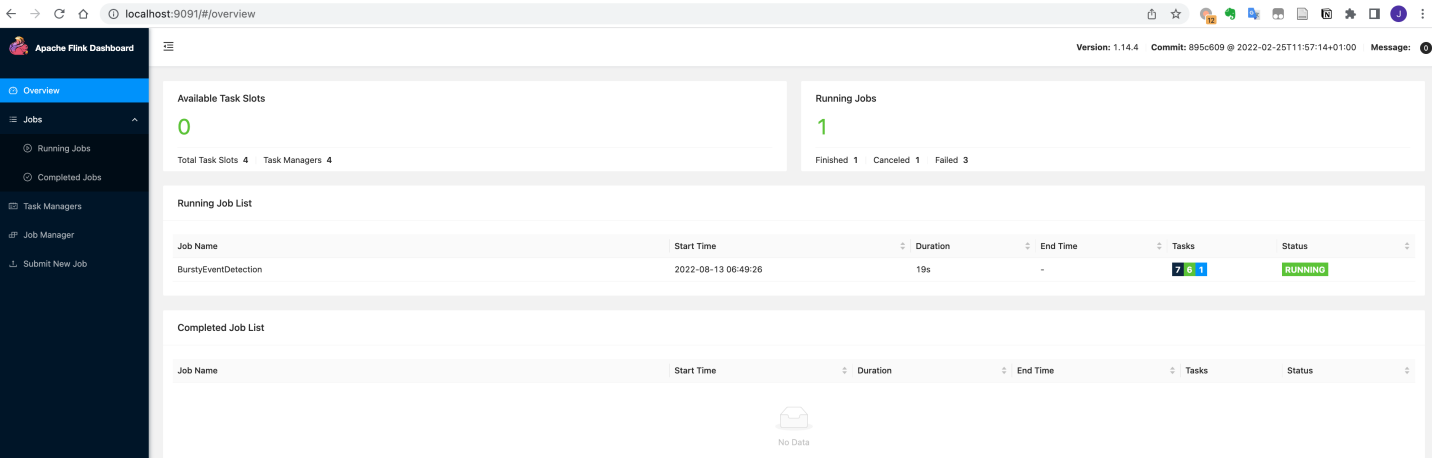 localhost:9091/#/overview
12
J
Apache Flink Dashboard
Version: 1.14.4 Commit: 895c609 @ 2022-02-25T11:57:14+01:00 Message: 0
Overview
Jobs
Running Jobs
Completed Jobs
Task Managers
Job Manager
Submit New Job
Available Task Slots
0
Total Task Slots 4 Task Managers 4
Running Jobs
1
Finished 1 Canceled 1 Failed 3
Running Job List
Job Name Start Time Duration End Time Tasks Status
BurstyEventDetection 2022-08-13 06:49:26 19s - 7 6 1 RUNNING
Completed Job List
Job Name Start Time Duration End Time Tasks Status
No Data